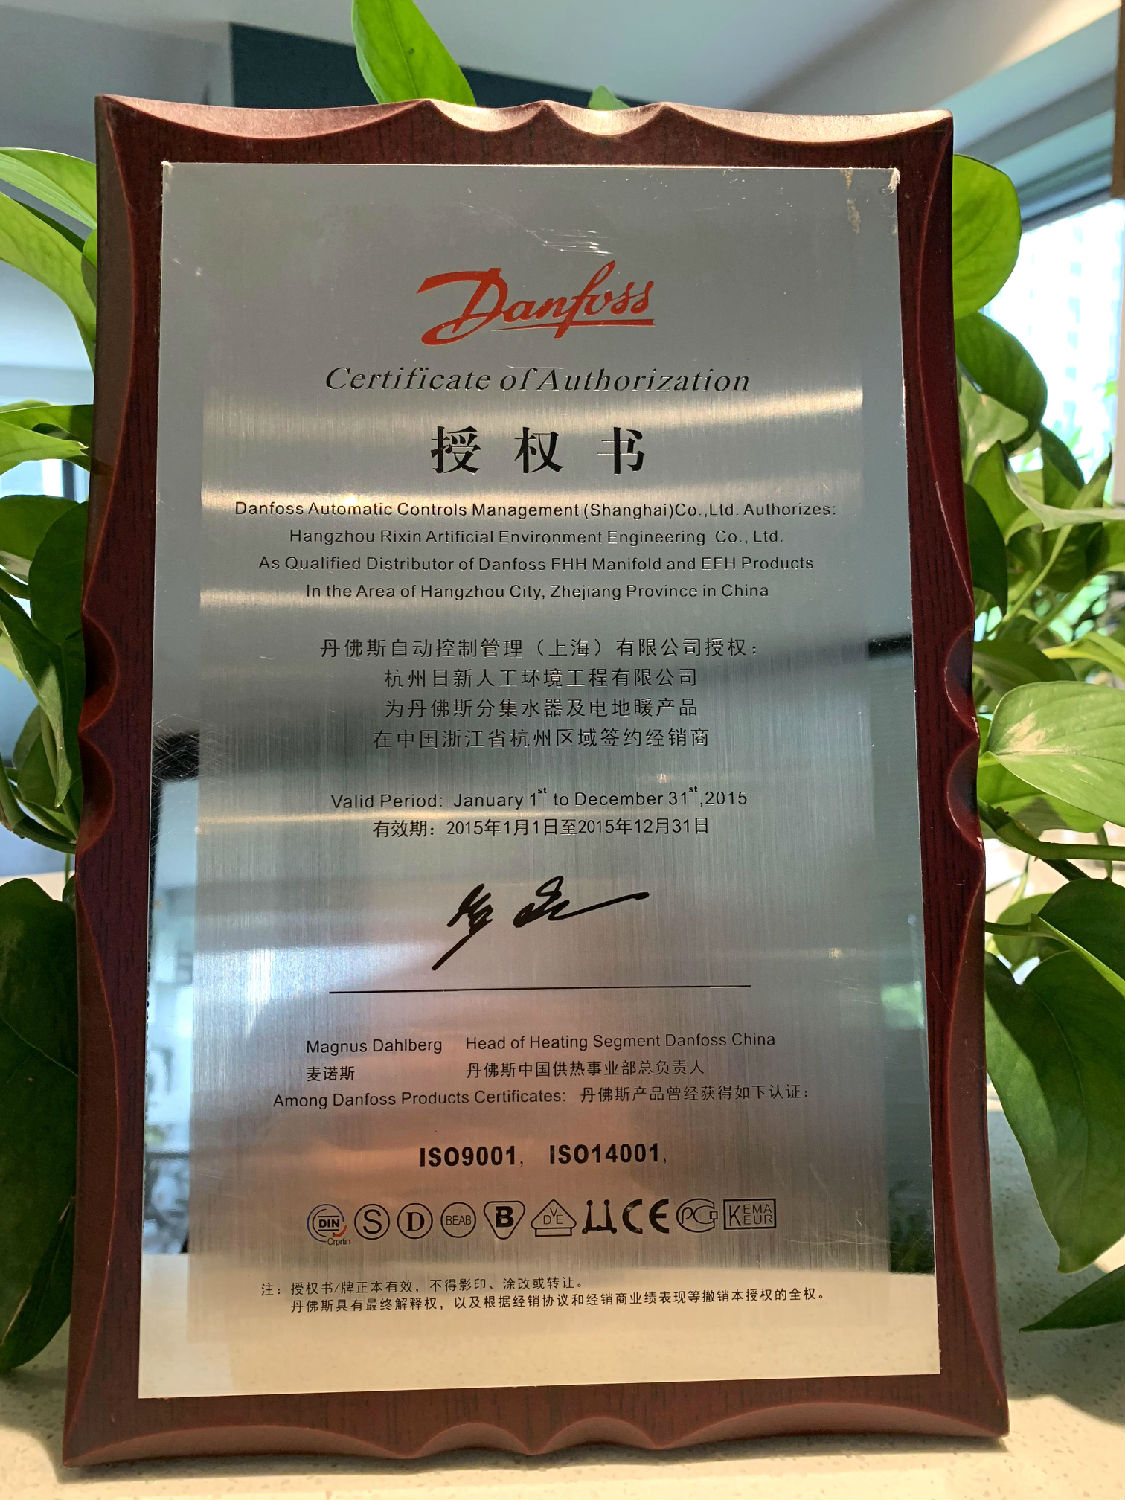 Danfoss
Certificate of Authorization
授权书
Danfoss Automatic Controls Management (Shanghai)Co.,Ltd. Authorizes:
Hangzhou Rixin Artificial Environment Engineering Co., Ltd.
As Qualified Distributor of Danfoss FHH Manifold and EFH Products
In the Area of Hangzhou City, Zhejiang Province in China
丹佛斯自动控制管理（上海）有限公司授权：
杭州日新人工环境工程有限公司
为丹佛斯分集水器及电地暖产品
在中国浙江省杭州区域签约经销商
Valid Period: January 1st to December 31st,2015
有效期：2015年1月1日至2015年12月31日
Magnus Dahlberg Head of Heating Segment Danfoss China
麦诺斯 丹佛斯中国供热事业部总负责人
Among Danfoss Products Certificates: 丹佛斯产品曾经获得如下认证：
ISO9001, ISO14001,
DIN S D BEAB B DVE CE PCT KEMA
KEUR
注：授权书/牌正本有效，不得影印、涂改或转让。
丹佛斯具有最终解释权，以及根据经销协议和经销商业绩表现等撤销本授权的全权。